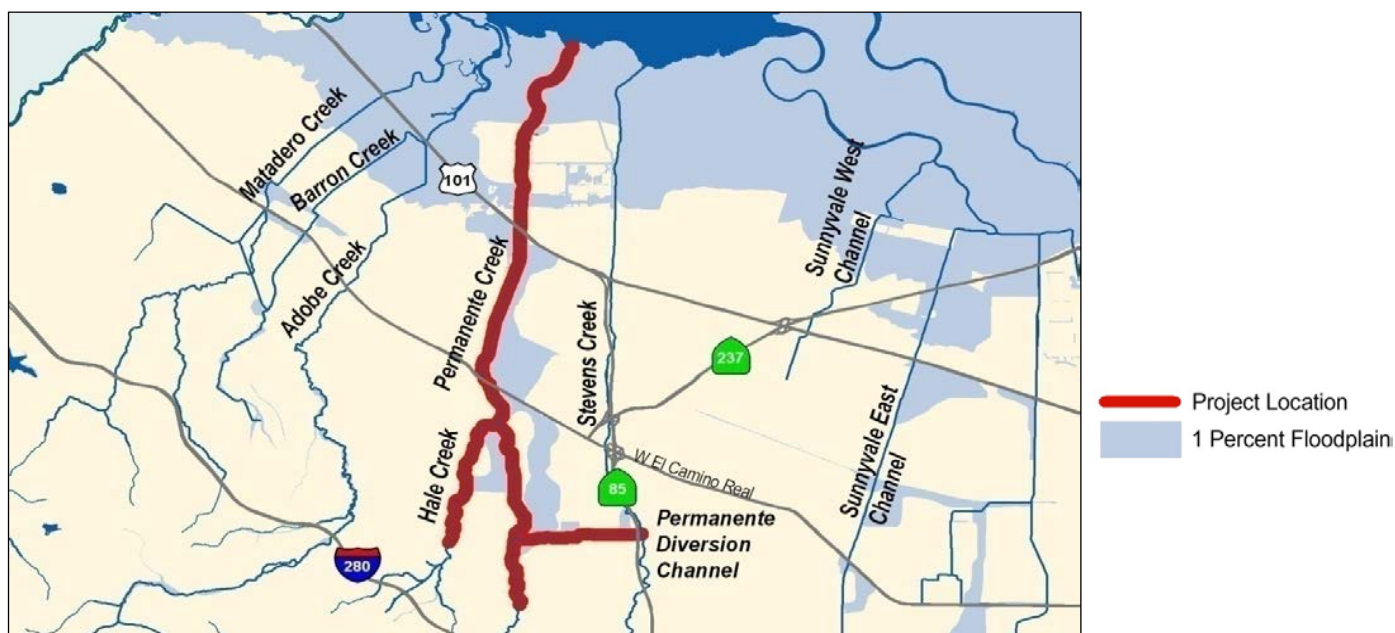 Matadero Creek
Barron Creek
Adobe Creek
101
Permanente Creek
Hale Creek
Stevens Creek
Sunnyvale West
Channel
237
Sunnyvale East
Channel
W El Camino Real
85
Permanente
Diversion
Channel
280
Project Location
1 Percent Floodplain